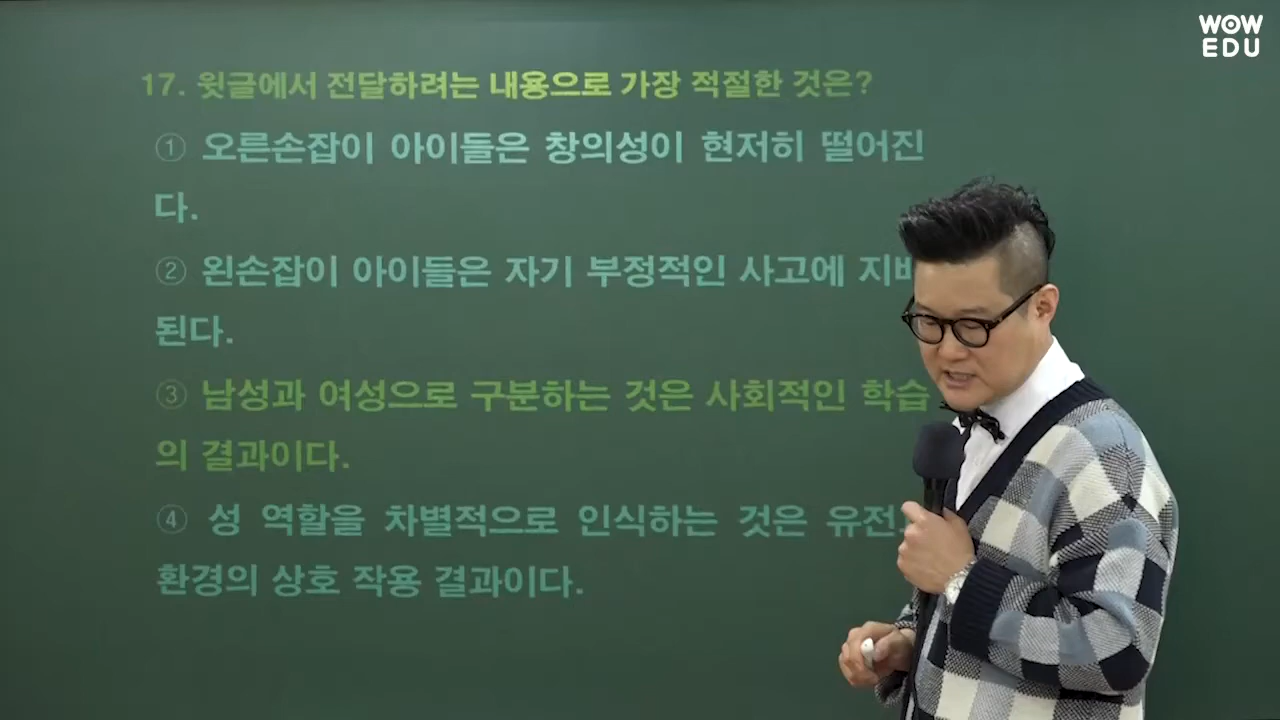 WOW
EDU
17. 윗글에서 전달하려는 내용으로 가장 적절한 것은?
① 오른손잡이 아이들은 창의성이 현저히 떨어진
다.
② 왼손잡이 아이들은 자기 부정적인 사고에
된다.
③ 남성과 여성으로 구분하는 것은 사회적인 학습
의 결과이다.
④ 성 역할을 차별적으로 인식하는 것은
환경의 상호 작용 결과이다.